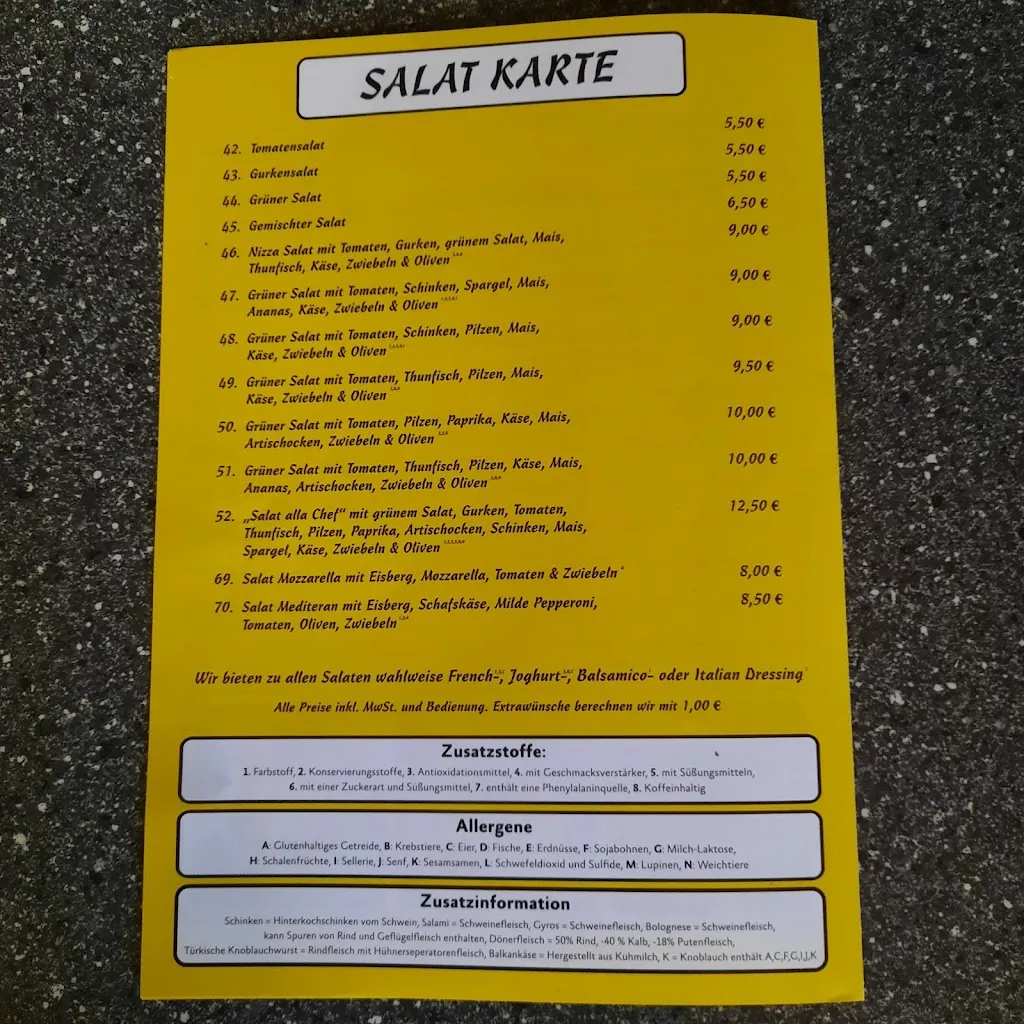 SALAT KARTE
42. Tomatensalat 5,50 €
43. Gurkensalat 5,50 €
44. Grüner Salat 5,50 €
45. Gemischter Salat 6,50 €
46. Nizza Salat mit Tomaten, Gurken, grünem Salat, Mais, 9,00 €
Thunfisch, Käse, Zwiebeln & Oliven
47. Grüner Salat mit Tomaten, Schinken, Spargel, Mais, 9,00 €
Ananas, Käse, Zwiebeln & Oliven
48. Grüner Salat mit Tomaten, Schinken, Pilzen, Mais, 9,00 €
Käse, Zwiebeln & Oliven
49. Grüner Salat mit Tomaten, Thunfisch, Pilzen, Mais, 9,50 €
Käse, Zwiebeln & Oliven
50. Grüner Salat mit Tomaten, Pilzen, Paprika, Käse, Mais, 10,00 €
Artischocken, Zwiebeln & Oliven
51. Grüner Salat mit Tomaten, Thunfisch, Pilzen, Käse, Mais, 10,00 €
Ananas, Artischocken, Zwiebeln & Oliven
52. „Salat alla Chef“ mit grünem Salat, Gurken, Tomaten, 12,50 €
Thunfisch, Pilzen, Paprika, Artischocken, Schinken, Mais,
Spargel, Käse, Zwiebeln & Oliven
69. Salat Mozzarella mit Eisberg, Mozzarella, Tomaten & Zwiebeln 8,00 €
70. Salat Mediteran mit Eisberg, Schafskäse, Milde Pepperoni, 8,50 €
Tomaten, Oliven, Zwiebeln
Wir bieten zu allen Salaten wahlweise French-, Joghurt-, Balsamico- oder Italian Dressing
Alle Preise inkl. MwSt. und Bedienung. Extrawünsche berechnen wir mit 1,00 €
Zusatzstoffe:
1. Farbstoff, 2. Konservierungsstoffe, 3. Antioxidationsmittel, 4. mit Geschmacksverstärker, 5. mit Süßungsmitteln,
6. mit einer Zuckerart und Süßungsmittel, 7. enthält eine Phenylalaninquelle, 8. Koffeinhaltig
Allergene
A: Glutenhaltiges Getreide, B: Krebstiere, C: Eier, D: Fische, E: Erdnüsse, F: Sojabohnen, G: Milch-Laktose,
H: Schalenfrüchte, I: Sellerie, J: Senf, K: Sesamsamen, L: Schwefeldioxid und Sulfide, M: Lupinen, N: Weichtiere
Zusatzinformation
Schinken = Hinterkochschinken vom Schwein, Salami = Schweinefleisch, Gyros = Schweinefleisch, Bolognese = Schweinefleisch,
kann Spuren von Rind und Geflügelfleisch enthalten, Dönerfleisch = 50% Rind, -40 % Kalb, -18% Putenfleisch,
Türkische Knoblauchwurst = Rindfleisch mit Hühnerseperatorenfleisch, Balkankäse = Hergestellt aus Kuhmilch, K = Knoblauch enthält A,C,F,G,I,J,K